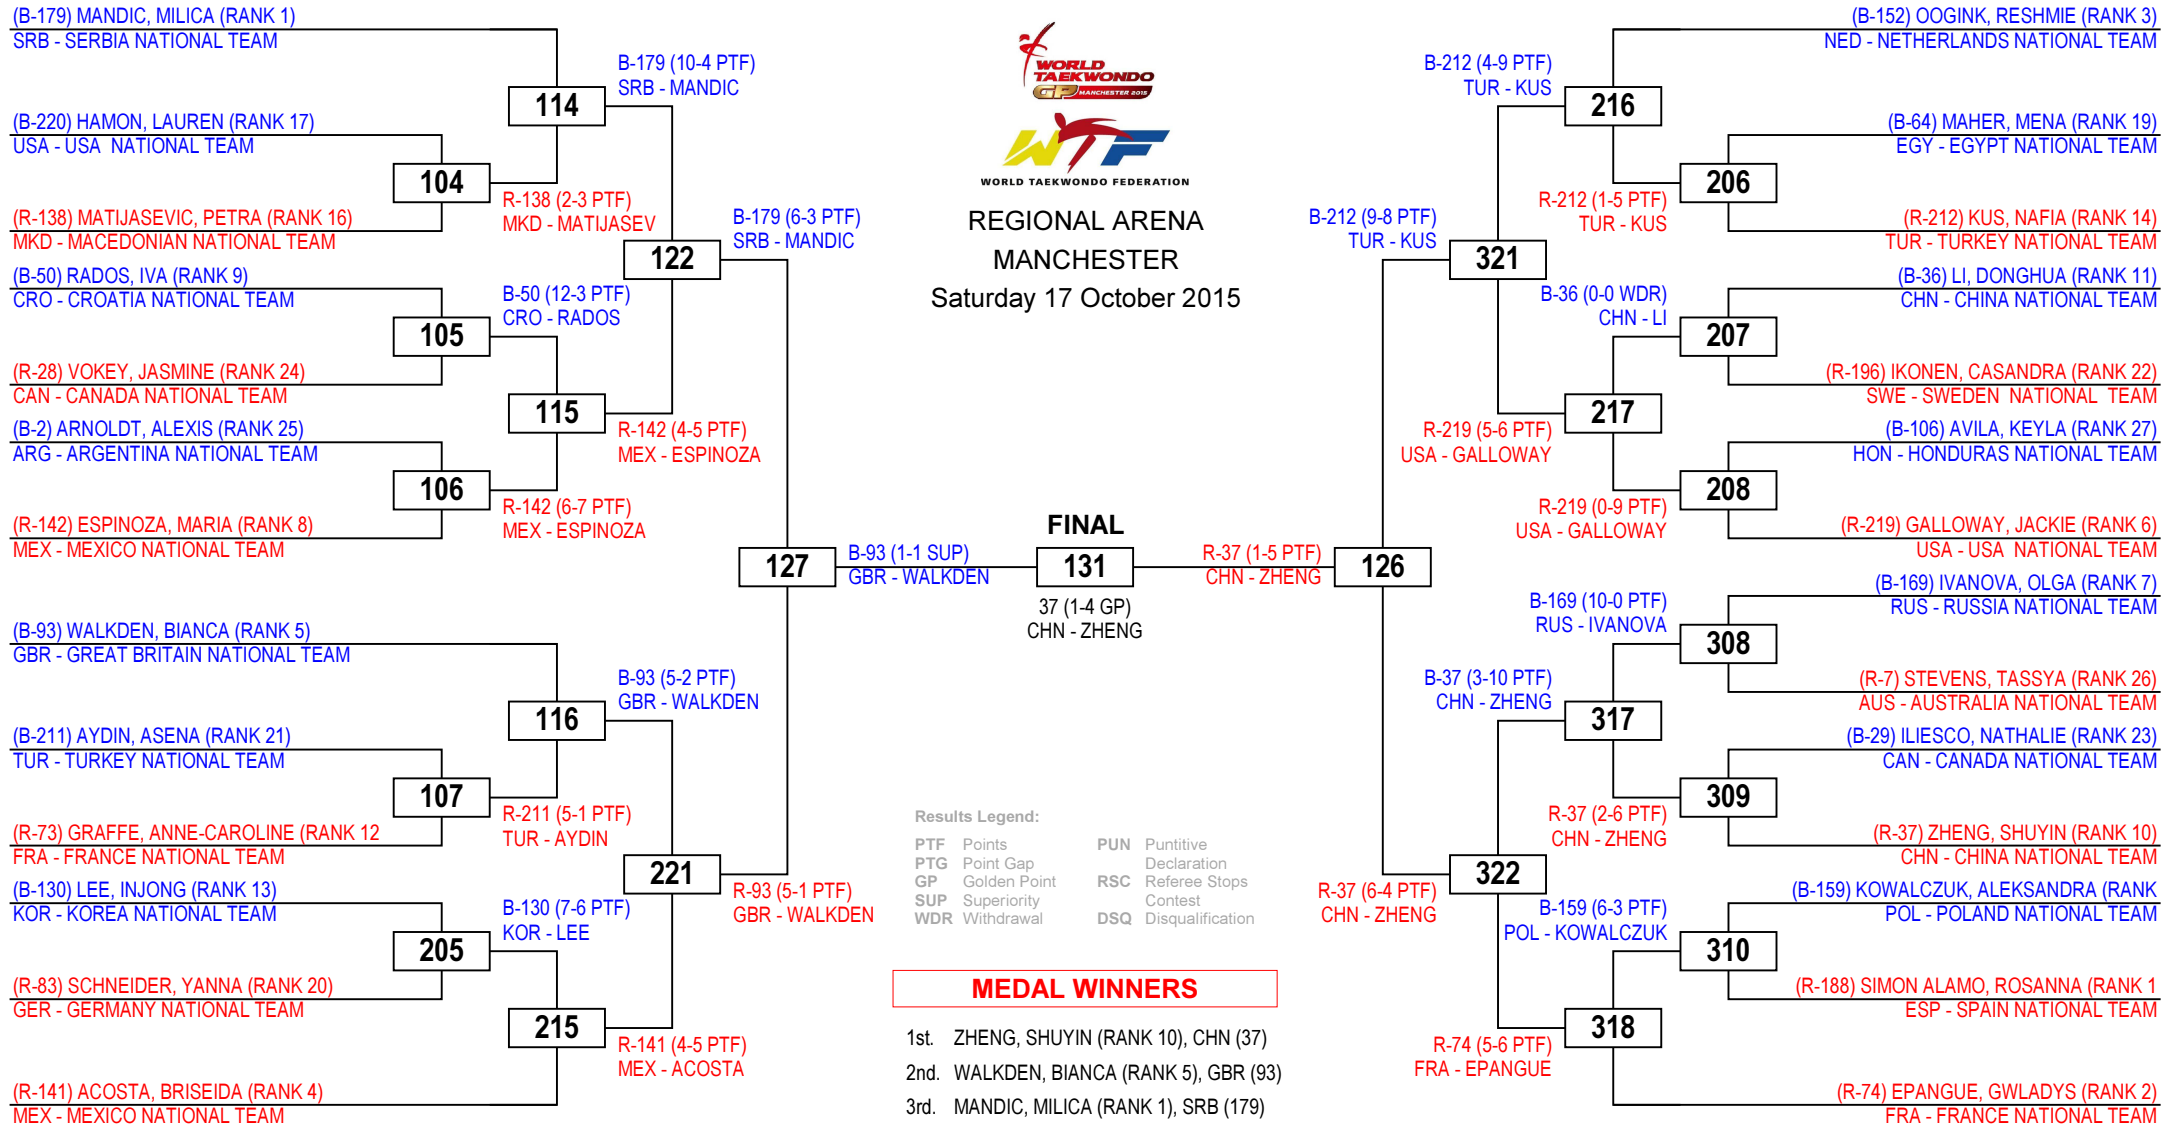 (B-179) MANDIC, MILICA (RANK 1)
SRB - SERBIA NATIONAL TEAM
(B-220) HAMON, LAUREN (RANK 17)
USA - USA  NATIONAL TEAM
(R-138) MATIJASEVIC, PETRA (RANK 16)
MKD - MACEDONIAN NATIONAL TEAM
(B-50) RADOS, IVA (RANK 9)
CRO - CROATIA NATIONAL TEAM
(R-28) VOKEY, JASMINE (RANK 24)
CAN - CANADA NATIONAL TEAM
(B-2) ARNOLDT, ALEXIS (RANK 25)
ARG - ARGENTINA NATIONAL TEAM
(R-142) ESPINOZA, MARIA (RANK 8)
MEX - MEXICO NATIONAL TEAM
(B-93) WALKDEN, BIANCA (RANK 5)
GBR - GREAT BRITAIN NATIONAL TEAM
(B-211) AYDIN, ASENA (RANK 21)
TUR - TURKEY NATIONAL TEAM
(R-73) GRAFFE, ANNE-CAROLINE (RANK 12
FRA - FRANCE NATIONAL TEAM
(B-130) LEE, INJONG (RANK 13)
KOR - KOREA NATIONAL TEAM
(R-83) SCHNEIDER, YANNA (RANK 20)
GER - GERMANY NATIONAL TEAM
(R-141) ACOSTA, BRISEIDA (RANK 4)
MEX - MEXICO NATIONAL TEAM
104
105
106
107
205
R-138 (2-3 PTF)
MKD - MATIJASEV
B-50 (12-3 PTF)
CRO - RADOS
R-142 (6-7 PTF)
MEX - ESPINOZA
R-211 (5-1 PTF)
TUR - AYDIN
B-130 (7-6 PTF)
KOR - LEE
114
115
116
215
B-179 (10-4 PTF)
SRB - MANDIC
R-142 (4-5 PTF)
MEX - ESPINOZA
B-93 (5-2 PTF)
GBR - WALKDEN
R-141 (4-5 PTF)
MEX - ACOSTA
122
221
B-179 (6-3 PTF)
SRB - MANDIC
R-93 (5-1 PTF)
GBR - WALKDEN
127
B-93 (1-1 SUP)
GBR - WALKDEN
WORLD
TAEKWONDO
GP MANCHESTER 2015
WTF
WORLD TAEKWONDO FEDERATION
REGIONAL ARENA
MANCHESTER
Saturday 17 October 2015
FINAL
131
37 (1-4 GP)
CHN - ZHENG
Results Legend:
PTF Points
PTG Point Gap
GP Golden Point
SUP Superiority
WDR Withdrawal
PUN Puntitive
Declaration
RSC Referee Stops
Contest
DSQ Disqualification
MEDAL WINNERS
1st. ZHENG, SHUYIN (RANK 10), CHN (37)
2nd. WALKDEN, BIANCA (RANK 5), GBR (93)
3rd. MANDIC, MILICA (RANK 1), SRB (179)
R-37 (1-5 PTF)
CHN - ZHENG
126
B-212 (9-8 PTF)
TUR - KUS
R-37 (6-4 PTF)
CHN - ZHENG
321
322
B-212 (4-9 PTF)
TUR - KUS
R-219 (5-6 PTF)
USA - GALLOWAY
B-37 (3-10 PTF)
CHN - ZHENG
R-74 (5-6 PTF)
FRA - EPANGUE
216
217
317
318
R-212 (1-5 PTF)
TUR - KUS
B-36 (0-0 WDR)
CHN - LI
R-219 (0-9 PTF)
USA - GALLOWAY
B-169 (10-0 PTF)
RUS - IVANOVA
R-37 (2-6 PTF)
CHN - ZHENG
B-159 (6-3 PTF)
POL - KOWALCZUK
206
207
208
308
309
310
(B-152) OOGINK, RESHMIE (RANK 3)
NED - NETHERLANDS NATIONAL TEAM
(B-64) MAHER, MENA (RANK 19)
EGY - EGYPT NATIONAL TEAM
(R-212) KUS, NAFIA (RANK 14)
TUR - TURKEY NATIONAL TEAM
(B-36) LI, DONGHUA (RANK 11)
CHN - CHINA NATIONAL TEAM
(R-196) IKONEN, CASANDRA (RANK 22)
SWE - SWEDEN  NATIONAL  TEAM
(B-106) AVILA, KEYLA (RANK 27)
HON - HONDURAS NATIONAL TEAM
(R-219) GALLOWAY, JACKIE (RANK 6)
USA - USA  NATIONAL TEAM
(B-169) IVANOVA, OLGA (RANK 7)
RUS - RUSSIA NATIONAL TEAM
(R-7) STEVENS, TASSYA (RANK 26)
AUS - AUSTRALIA NATIONAL TEAM
(B-29) ILIESCO, NATHALIE (RANK 23)
CAN - CANADA NATIONAL TEAM
(R-37) ZHENG, SHUYIN (RANK 10)
CHN - CHINA NATIONAL TEAM
(B-159) KOWALCZUK, ALEKSANDRA (RANK
POL - POLAND NATIONAL TEAM
(R-188) SIMON ALAMO, ROSANNA (RANK 1
ESP - SPAIN NATIONAL TEAM
(R-74) EPANGUE, GWLADYS (RANK 2)
FRA - FRANCE NATIONAL TEAM